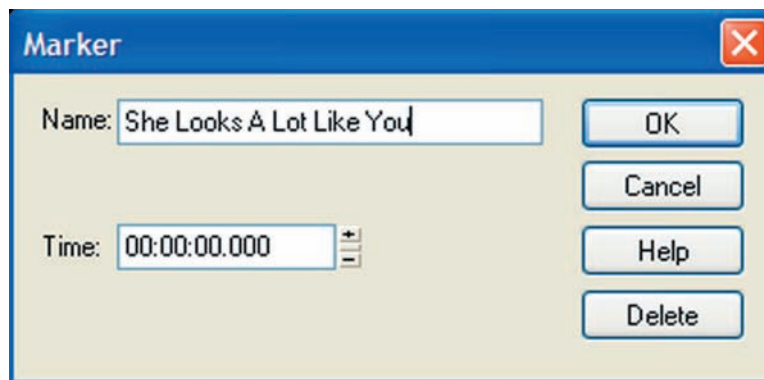 Marker
Name: She Looks A Lot Like You
OK
Cancel
Time: 00:00:00.000
Help
Delete